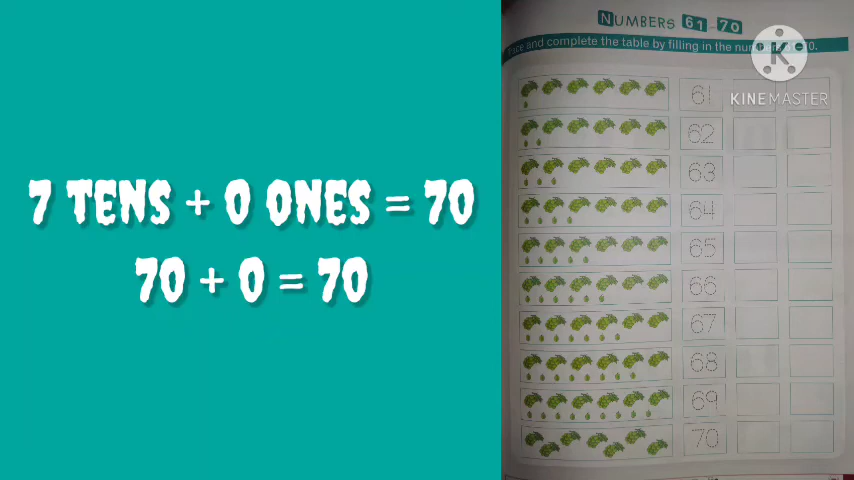 7 TENS + 0 ONES = 70
70 + 0 = 70
NUMBERS 61 - 70
and complete the table by filling in the
KINEMASTER
61
62
63
64
65
66
67
68
69
70